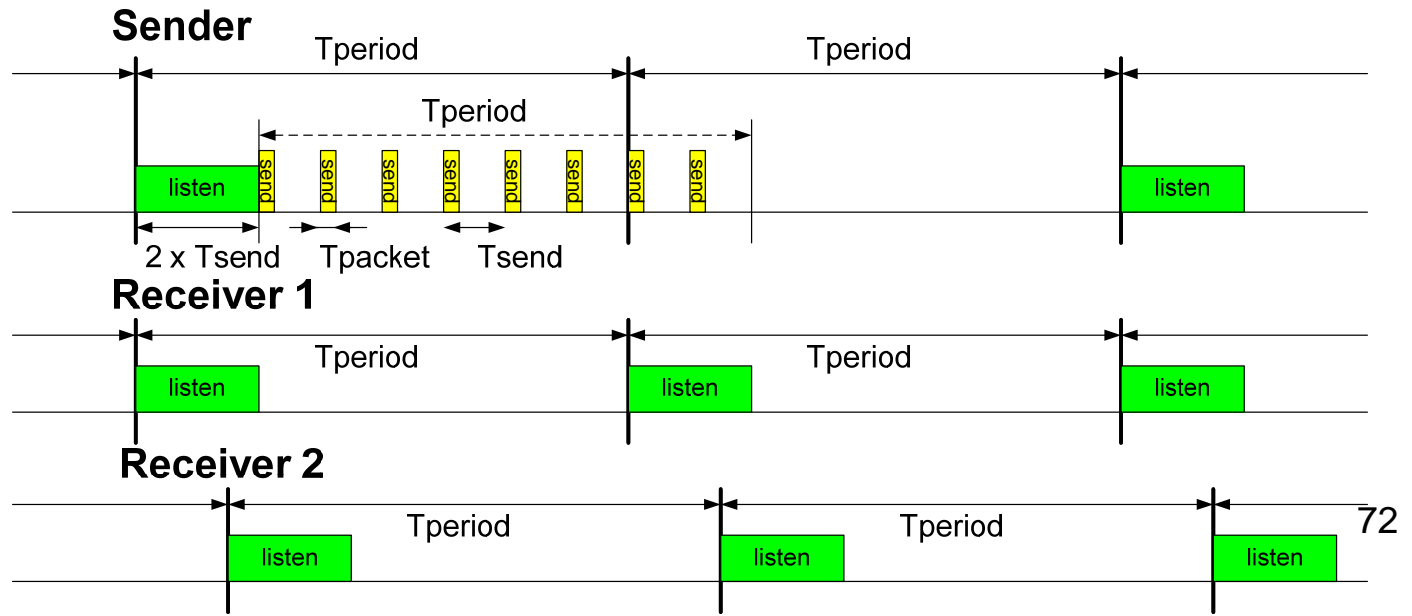 Sender
Tperiod Tperiod
Tperiod
listen send send send send send send send send listen
2 x Tsend Tpacket Tsend
Receiver 1
Tperiod Tperiod
listen listen listen
Receiver 2
Tperiod Tperiod 72
listen listen listen